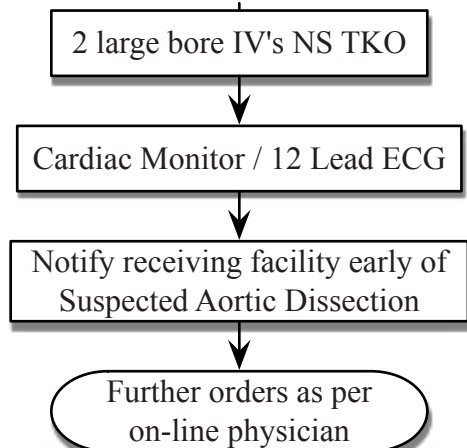 2 large bore IV's NS TKO
Cardiac Monitor / 12 Lead ECG
Notify receiving facility early of
Suspected Aortic Dissection
Further orders as per
on-line physician